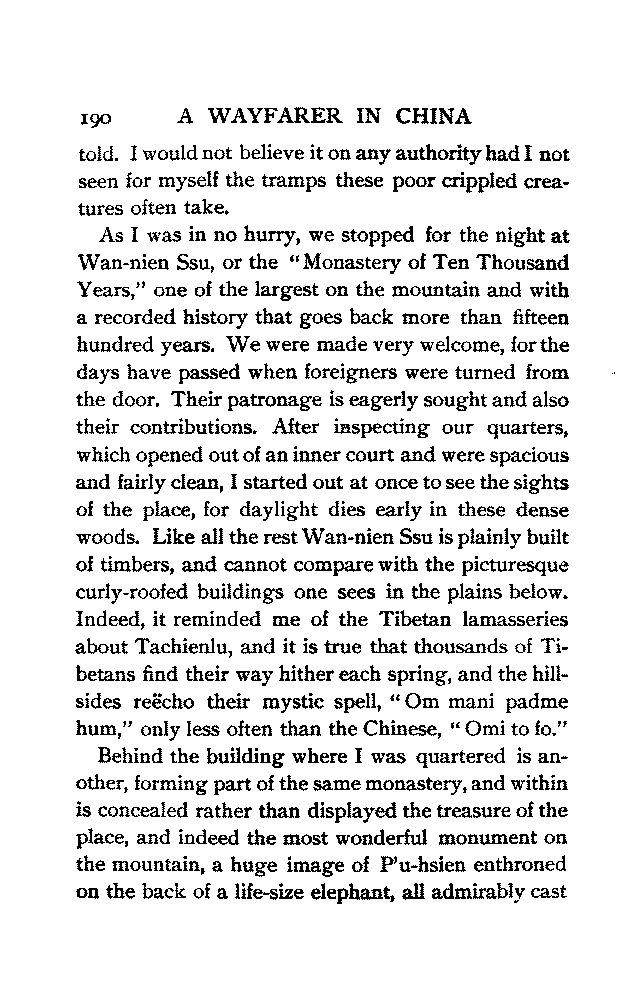 190 A WAYFARER IN CHINA
told. I would not believe it on any authority had I not
seen for myself the tramps these poor crippled crea-
tures often take.
As I was in no hurry, we stopped for the night at
Wan-nien Ssu, or the "Monastery of Ten Thousand
Years," one of the largest on the mountain and with
a recorded history that goes back more than fifteen
hundred years. We were made very welcome, for the
days have passed when foreigners were turned from
the door. Their patronage is eagerly sought and also
their contributions. After inspecting our quarters,
which opened out of an inner court and were spacious
and fairly clean, I started out at once to see the sights
of the place, for daylight dies early in these dense
woods. Like all the rest Wan-nien Ssu is plainly built
of timbers, and cannot compare with the picturesque
curly-roofed buildings one sees in the plains below.
Indeed, it reminded me of the Tibetan lamasseries
about Tachienlu, and it is true that thousands of Ti-
betans find their way hither each spring, and the hill-
sides reëcho their mystic spell, "Om mani padme
hum," only less often than the Chinese, "Omi to fo."
Behind the building where I was quartered is an-
other, forming part of the same monastery, and within
is concealed rather than displayed the treasure of the
place, and indeed the most wonderful monument on
the mountain, a huge image of P'u-hsien enthroned
on the back of a life-size elephant, all admirably cast